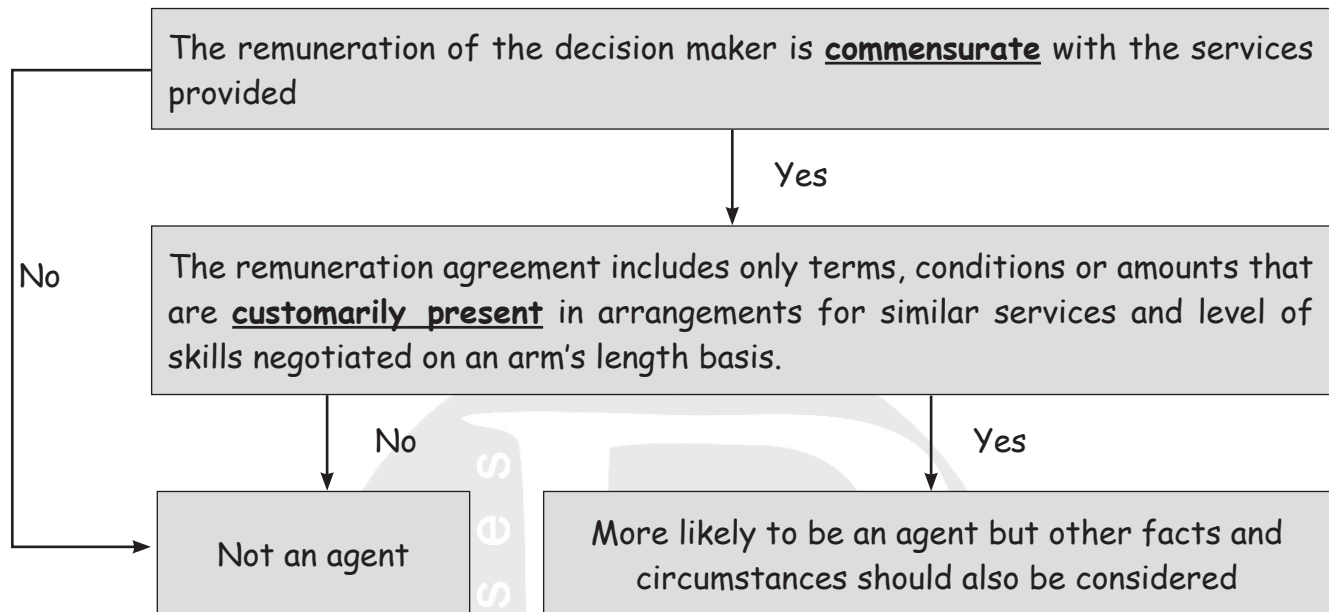 The remuneration of the decision maker is commensurate with the services
provided
Yes
No
The remuneration agreement includes only terms, conditions or amounts that
are customarily present in arrangements for similar services and level of
skills negotiated on an arm's length basis.
No
Yes
Not an agent
More likely to be an agent but other facts and
circumstances should also be considered
s e s